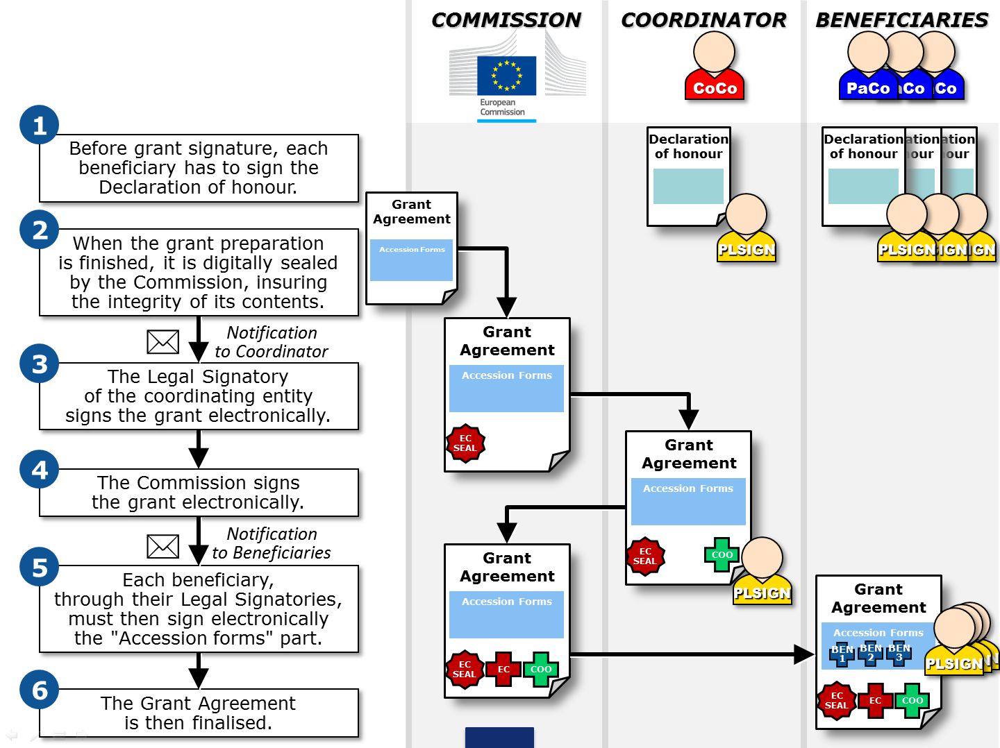 COMMISSION
COORDINATOR
BENEFICIARIES
European
Commission
CoCo
PaCo
aCo
Co
1
Before grant signature, each
beneficiary has to sign the
Declaration of honour.
Declaration
of honour
PLSIGN
Declaration
of honour
ation
our
ation
our
PLSIGN
IGN
IGN
2
When the grant preparation
is finished, it is digitally sealed
by the Commission, insuring
the integrity of its contents.
Grant
Agreement
Accession Forms
Notification
to Coordinator
Grant
Agreement
Accession Forms
EC
SEAL
3
The Legal Signatory
of the coordinating entity
signs the grant electronically.
Grant
Agreement
Accession Forms
EC
SEAL
COO
PLSIGN
4
The Commission signs
the grant electronically.
Grant
Agreement
Accession Forms
EC
SEAL
EC
COO
Notification
to Beneficiaries
5
Each beneficiary,
through their Legal Signatories,
must then sign electronically
the "Accession forms" part.
Grant
Agreement
Accession Forms
BEN
1
BEN
2
BEN
3
PLSIGN
EC
SEAL
EC
COO
6
The Grant Agreement
is then finalised.